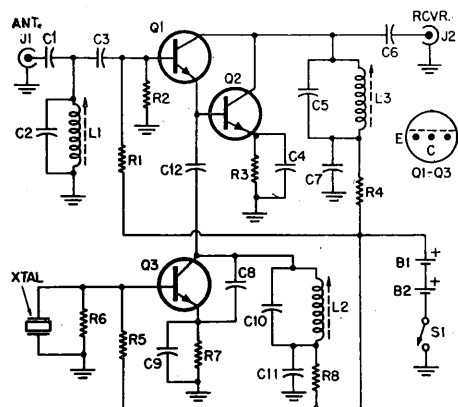 ANT.
J1
C1
C3
Q1
RCVR.
J2
C6
C2
L1
R2
Q2
C5
L3
R1
C12
R3
C4
C7
R4
E
C
Q1-Q3
Q3
C8
B1
+
B2
+
XTAL
R6
R5
C10
L2
S1
C9
R7
C11
R8